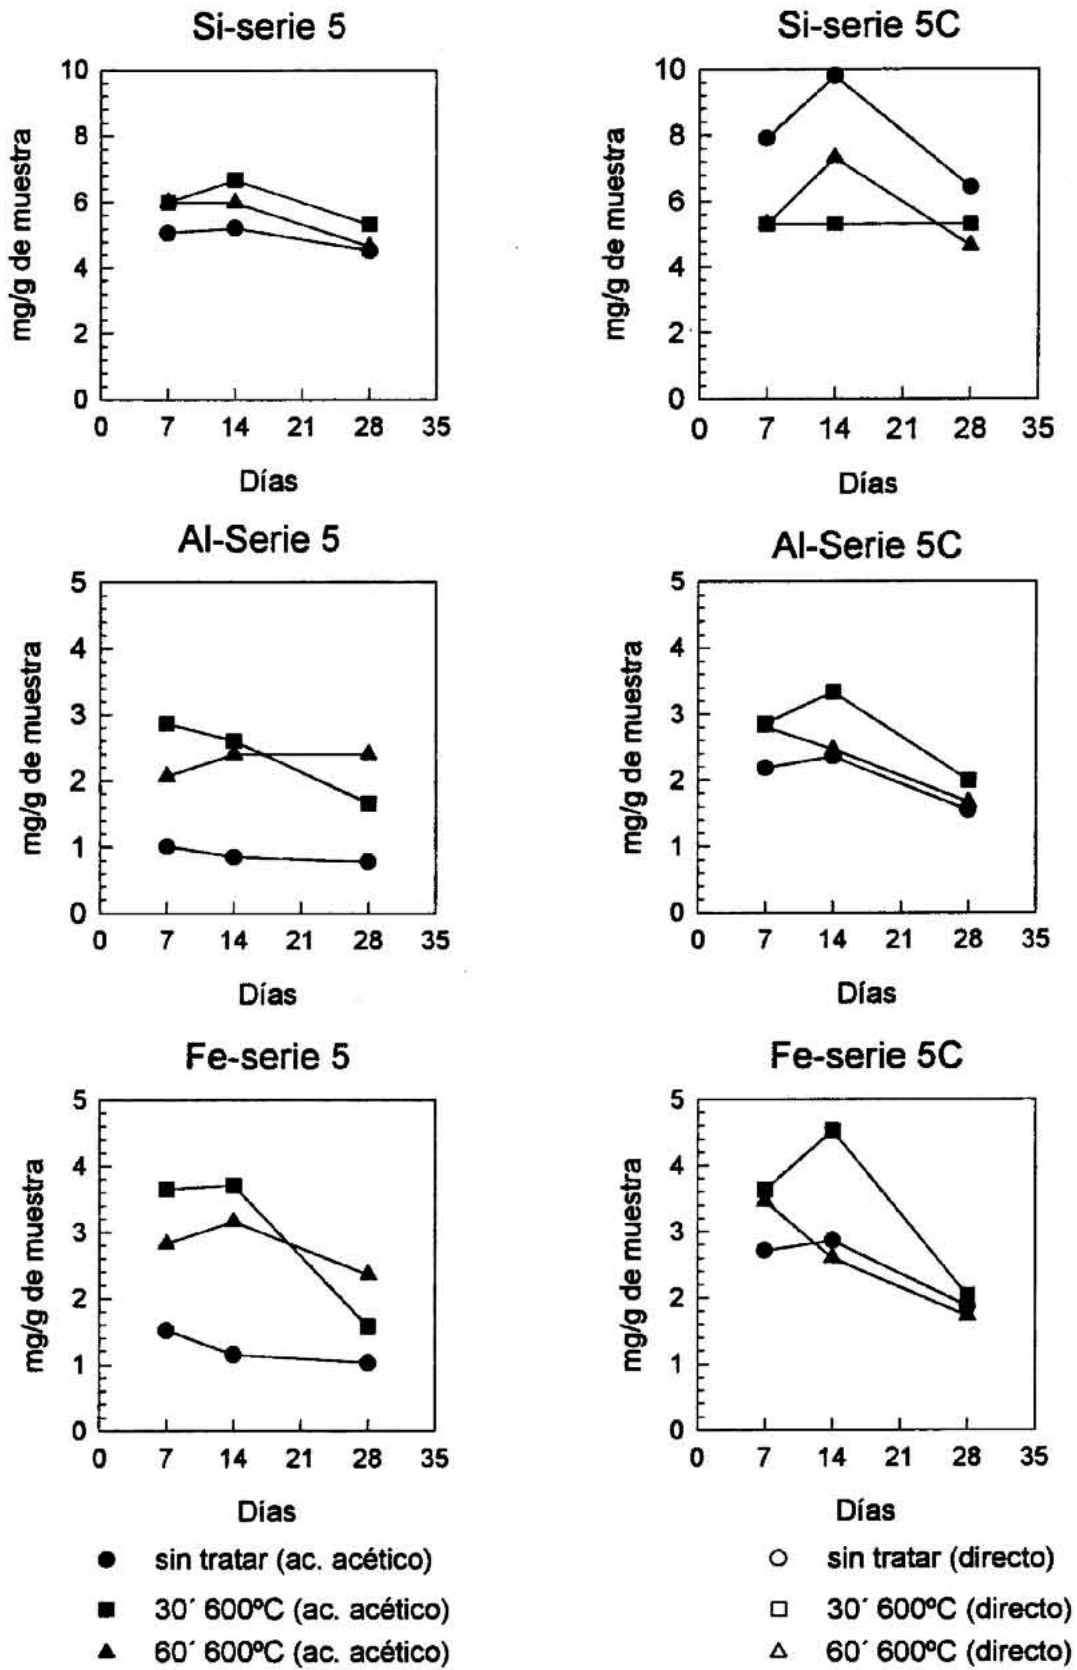 Si-serie 5
10
8
6
4
2
0
mg/g de muestra
0 7 14 21 28 35
Días
Si-serie 5C
10
8
6
4
2
0
mg/g de muestra
0 7 14 21 28 35
Días
Al-Serie 5
5
4
3
2
1
0
mg/g de muestra
0 7 14 21 28 35
Días
Al-Serie 5C
5
4
3
2
1
0
mg/g de muestra
0 7 14 21 28 35
Días
Fe-serie 5
5
4
3
2
1
0
mg/g de muestra
0 7 14 21 28 35
Días
Fe-serie 5C
5
4
3
2
1
0
mg/g de muestra
0 7 14 21 28 35
Días
sin tratar (ac. acético)
30´ 600ºC (ac. acético)
60´ 600ºC (ac. acético)
sin tratar (directo)
30´ 600ºC (directo)
60´ 600ºC (directo)